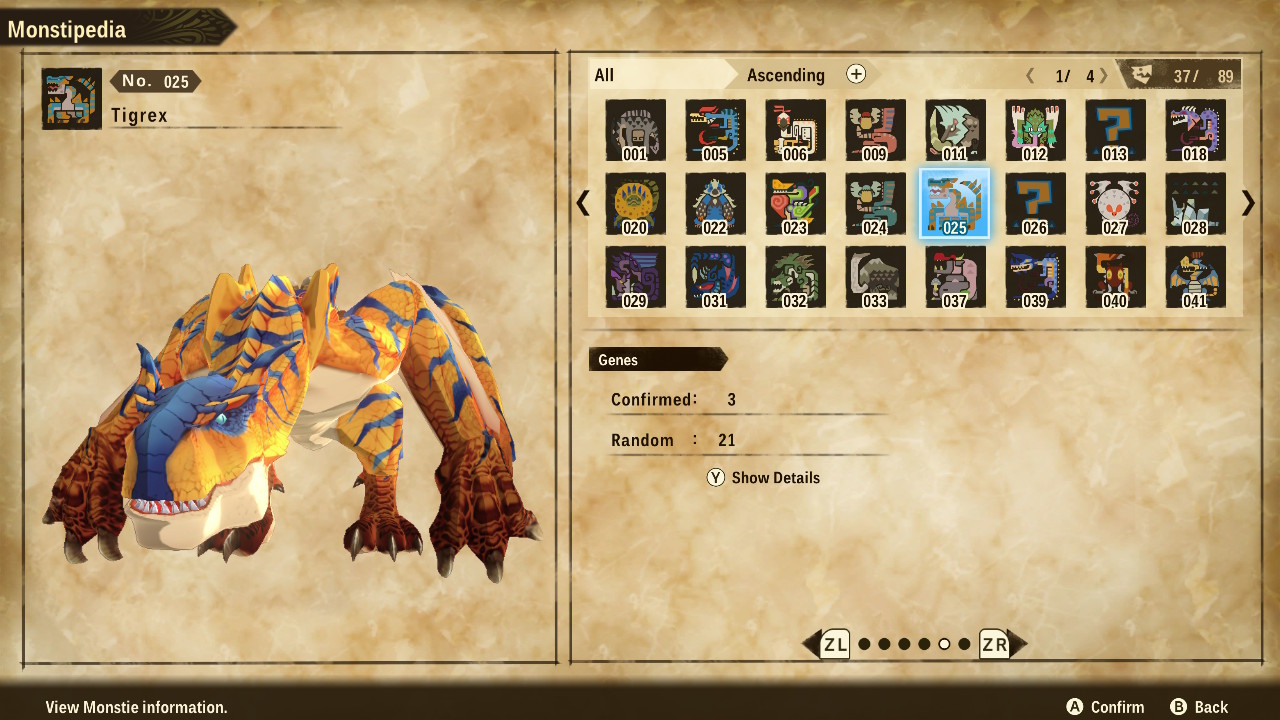 Monstipedia
No. 025
Tigrex
All
Ascending +
1/ 4
37/ 89
001 005 006 009 011 012 013 018
020 022 023 024 025 026 027 028
029 031 032 033 037 039 040 041
Genes
Confirmed: 3
Random : 21
Y Show Details
ZL ZR
View Monstie information.
A Confirm B Back